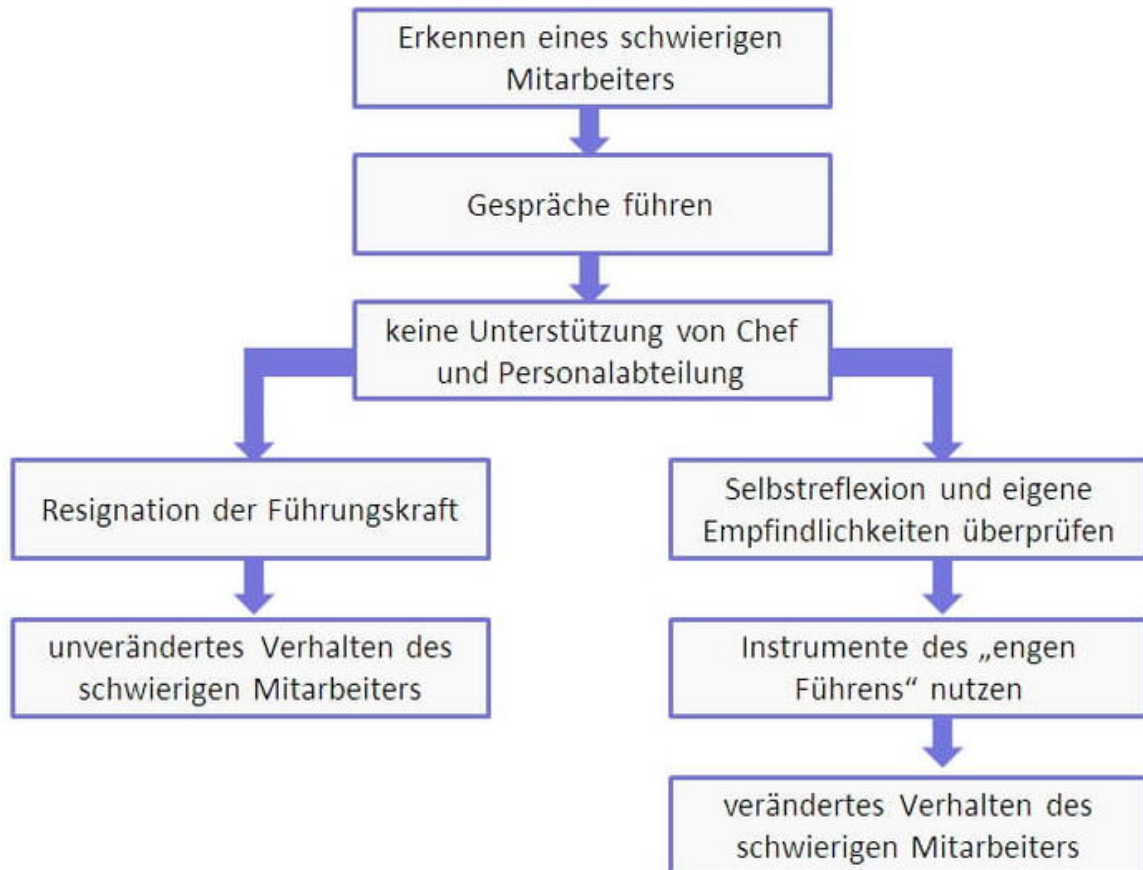 Erkennen eines schwierigen
Mitarbeiters
Gespräche führen
keine Unterstützung von Chef
und Personalabteilung
Resignation der Führungskraft
unverändertes Verhalten des
schwierigen Mitarbeiters
Selbstreflexion und eigene
Empfindlichkeiten überprüfen
Instrumente des „engen
Führens“ nutzen
verändertes Verhalten des
schwierigen Mitarbeiters